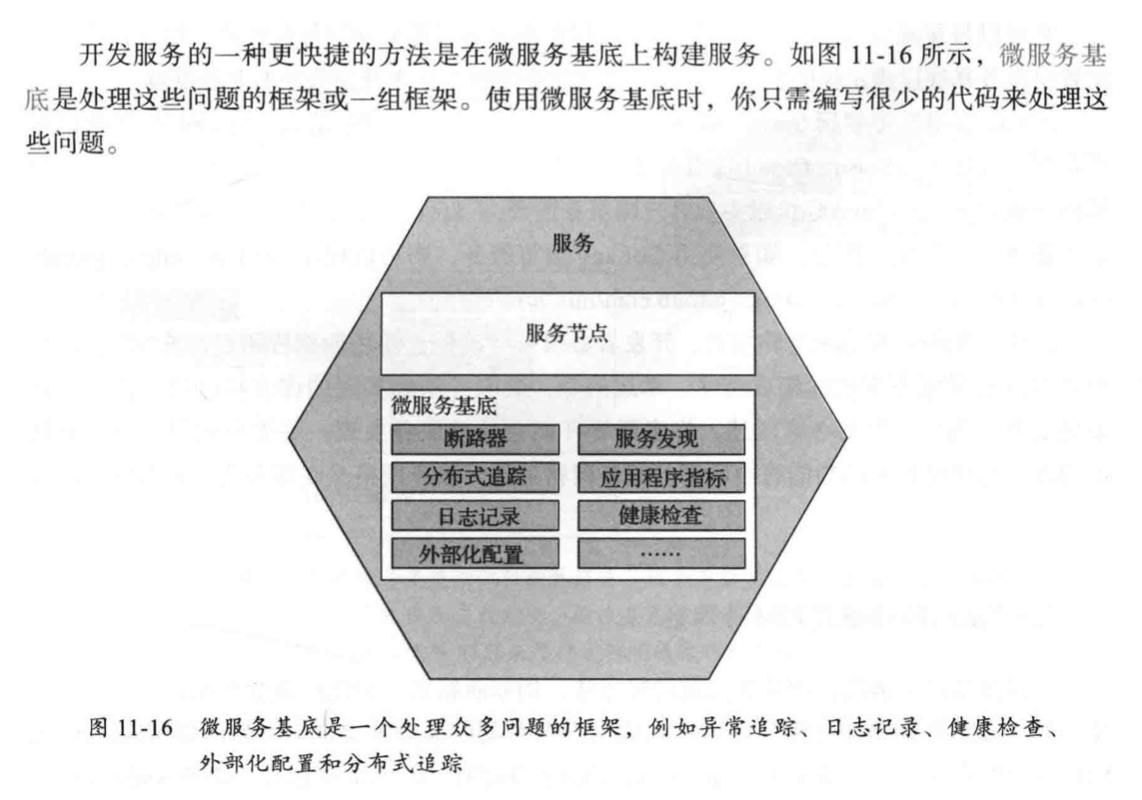 开发服务的一种更快捷的方法是在微服务基底上构建服务。如图 11-16 所示，微服务基
底是处理这些问题的框架或一组框架。使用微服务基底时，你只需编写很少的代码来处理这
些问题。
服务
服务节点
微服务基底
断路器
服务发现
分布式追踪
应用程序指标
日志记录
健康检查
外部化配置
……
图 11-16 微服务基底是一个处理众多问题的框架，例如异常追踪、日志记录、健康检查、
外部化配置和分布式追踪